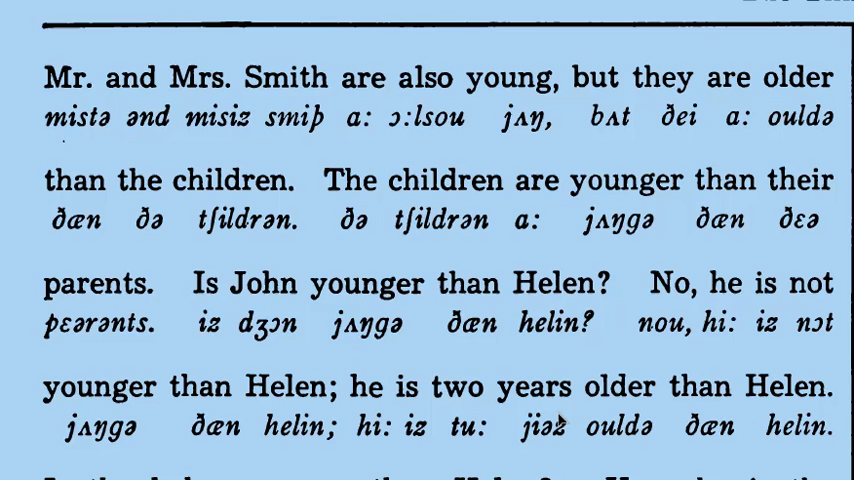 Mr. and Mrs. Smith are also young, but they are older
mistə ənd misiz smiþ a: ɔ:lsou jʌŋ, bʌt ðei a: ouldə
than the children. The children are younger than their
ðæn ðə tʃildrən. ðə tʃildrən a: jʌŋgə ðæn ðɛə
parents. Is John younger than Helen? No, he is not
pɛərənts. iz dʒɔn jʌŋgə ðæn helin? nou, hi: iz nɔt
younger than Helen; he is two years older than Helen.
jʌŋgə ðæn helin; hi: iz tu: jiəz ouldə ðæn helin.